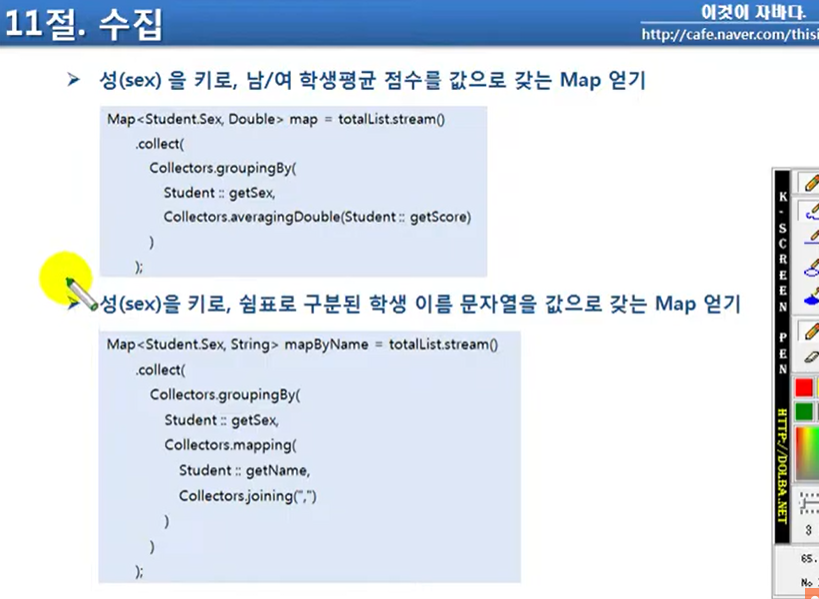 11절. 수집
이것이 자바다.
http://cafe.naver.com/thisi
➤ 성(sex) 을 키로, 남/여 학생평균 점수를 값으로 갖는 Map 얻기
Map<Student.Sex, Double> map = totalList.stream()
.collect(
Collectors.groupingBy(
Student :: getSex,
Collectors.averagingDouble(Student :: getScore)
)
);
➤ 성(sex)을 키로, 쉼표로 구분된 학생 이름 문자열을 값으로 갖는 Map 얻기
Map<Student.Sex, String> mapByName = totalList.stream()
.collect(
Collectors.groupingBy(
Student :: getSex,
Collectors.mapping(
Student :: getName,
Collectors.joining(",")
)
)
);
K-SCREEN PEN
HTTP://DOLBA.NET
3
65.
No